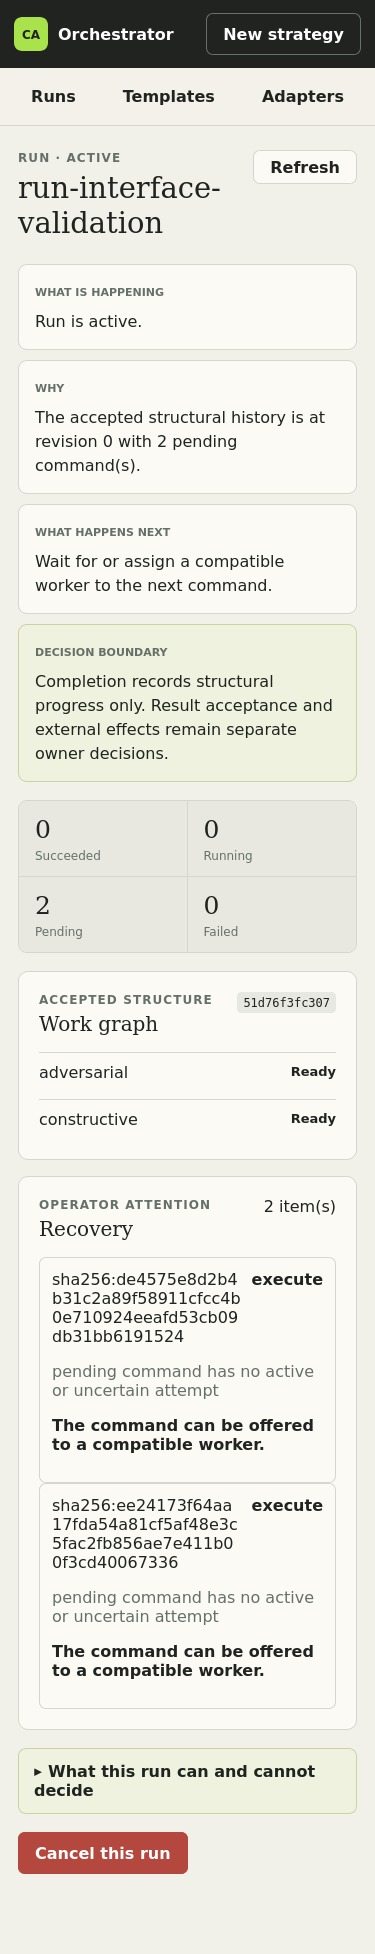 CA Orchestrator New strategy
Runs Templates Adapters
RUN · ACTIVE
Refresh
run-interface-
validation
WHAT IS HAPPENING
Run is active.
WHY
The accepted structural history is at
revision 0 with 2 pending
command(s).
WHAT HAPPENS NEXT
Wait for or assign a compatible
worker to the next command.
DECISION BOUNDARY
Completion records structural
progress only. Result acceptance and
external effects remain separate
owner decisions.
0 0
Succeeded Running
2 0
Pending Failed
ACCEPTED STRUCTURE 51d76f3fc307
Work graph
adversarial Ready
constructive Ready
OPERATOR ATTENTION 2 item(s)
Recovery
sha256:de4575e8d2b4 execute
b31c2a89f58911cfcc4b
0e710924eeafd53cb09
db31bb6191524
pending command has no active
or uncertain attempt
The command can be offered
to a compatible worker.
sha256:ee24173f64aa execute
17fda54a81cf5af48e3c
5fac2fb856ae7e411b0
0f3cd40067336
pending command has no active
or uncertain attempt
The command can be offered
to a compatible worker.
▸ What this run can and cannot
decide
Cancel this run